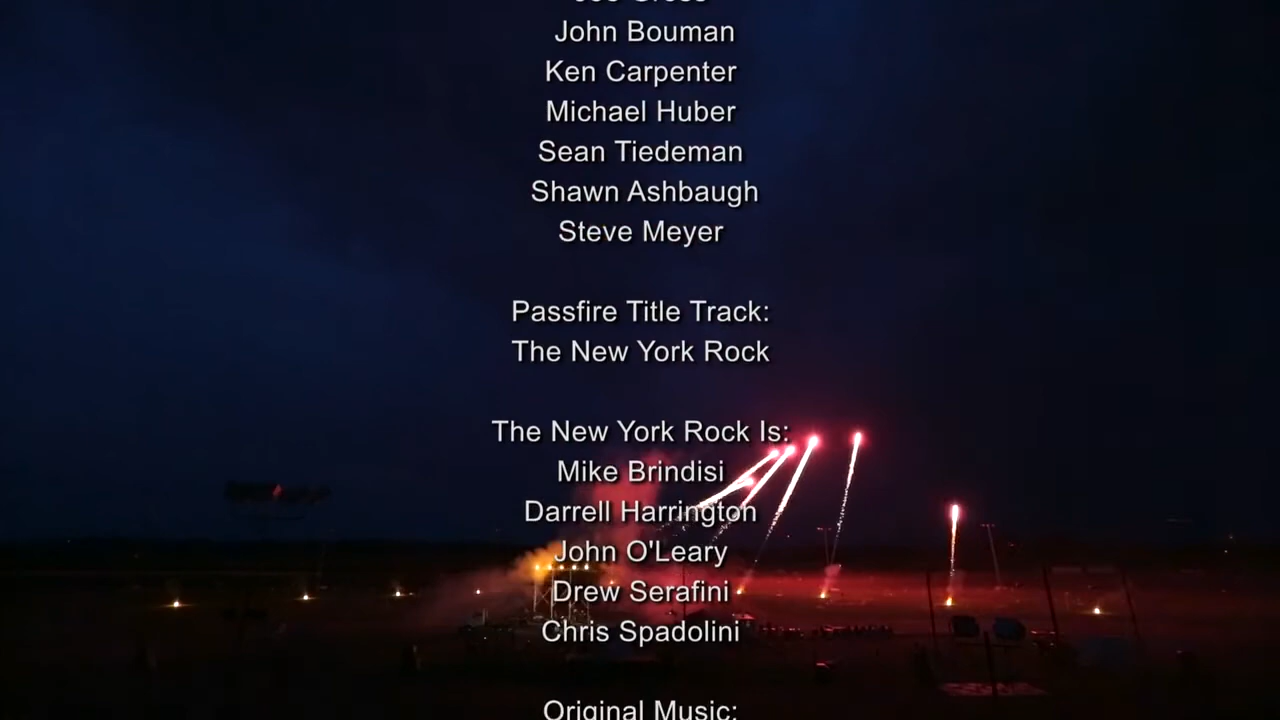 John Bouman
Ken Carpenter
Michael Huber
Sean Tiedeman
Shawn Ashbaugh
Steve Meyer
Passfire Title Track:
The New York Rock
The New York Rock Is:
Mike Brindisi
Darrell Harrington
John O'Leary
Drew Serafini
Chris Spadolini
Original Music: